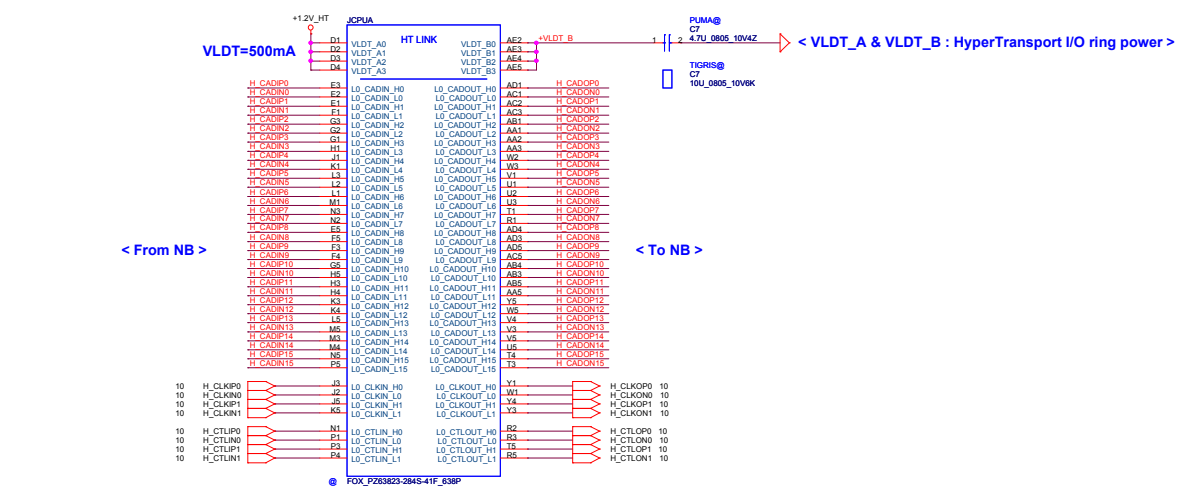 +1.2V_HT
JCPUA
PUMA@
C7
4.7U_0805_10V4Z
VLDT=500mA
HT LINK
D1 VLDT_A0 VLDT_B0 AE2 +VLDT_B 1 2
D2 VLDT_A1 VLDT_B1 AE3
D3 VLDT_A2 VLDT_B2 AE4
D4 VLDT_A3 VLDT_B3 AE5
< VLDT_A & VLDT_B : HyperTransport I/O ring power >
TIGRIS@
C7
10U_0805_10V6K
H_CADIP0 E3 L0_CADIN_H0 L0_CADOUT_H0 AD1 H_CADOP0
H_CADIN0 E2 L0_CADIN_L0 L0_CADOUT_L0 AC1 H_CADON0
H_CADIP1 E1 L0_CADIN_H1 L0_CADOUT_H1 AC2 H_CADOP1
H_CADIN1 F1 L0_CADIN_L1 L0_CADOUT_L1 AC3 H_CADON1
H_CADIP2 G3 L0_CADIN_H2 L0_CADOUT_H2 AB1 H_CADOP2
H_CADIN2 G2 L0_CADIN_L2 L0_CADOUT_L2 AA1 H_CADON2
H_CADIP3 G1 L0_CADIN_H3 L0_CADOUT_H3 AA2 H_CADOP3
H_CADIN3 H1 L0_CADIN_L3 L0_CADOUT_L3 AA3 H_CADON3
H_CADIP4 J1 L0_CADIN_H4 L0_CADOUT_H4 W2 H_CADOP4
H_CADIN4 K1 L0_CADIN_L4 L0_CADOUT_L4 W3 H_CADON4
H_CADIP5 L3 L0_CADIN_H5 L0_CADOUT_H5 V1 H_CADOP5
H_CADIN5 L2 L0_CADIN_L5 L0_CADOUT_L5 U1 H_CADON5
H_CADIP6 L1 L0_CADIN_H6 L0_CADOUT_H6 U2 H_CADOP6
H_CADIN6 M1 L0_CADIN_L6 L0_CADOUT_L6 U3 H_CADON6
H_CADIP7 N3 L0_CADIN_H7 L0_CADOUT_H7 T1 H_CADOP7
H_CADIN7 N2 L0_CADIN_L7 L0_CADOUT_L7 R1 H_CADON7
H_CADIP8 E5 L0_CADIN_H8 L0_CADOUT_H8 AD4 H_CADOP8
H_CADIN8 F5 L0_CADIN_L8 L0_CADOUT_L8 AD3 H_CADON8
H_CADIP9 F3 L0_CADIN_H9 L0_CADOUT_H9 AD5 H_CADOP9
H_CADIN9 F4 L0_CADIN_L9 L0_CADOUT_L9 AC5 H_CADON9
< From NB >
< To NB >
H_CADIP10 G5 L0_CADIN_H10 L0_CADOUT_H10 AB4 H_CADOP10
H_CADIN10 H5 L0_CADIN_L10 L0_CADOUT_L10 AB3 H_CADON10
H_CADIP11 H3 L0_CADIN_H11 L0_CADOUT_H11 AB5 H_CADOP11
H_CADIN11 H4 L0_CADIN_L11 L0_CADOUT_L11 AA5 H_CADON11
H_CADIP12 K3 L0_CADIN_H12 L0_CADOUT_H12 Y5 H_CADOP12
H_CADIN12 K4 L0_CADIN_L12 L0_CADOUT_L12 W5 H_CADON12
H_CADIP13 L5 L0_CADIN_H13 L0_CADOUT_H13 V4 H_CADOP13
H_CADIN13 M5 L0_CADIN_L13 L0_CADOUT_L13 V3 H_CADON13
H_CADIP14 M3 L0_CADIN_H14 L0_CADOUT_H14 V5 H_CADOP14
H_CADIN14 M4 L0_CADIN_L14 L0_CADOUT_L14 U5 H_CADON14
H_CADIP15 N5 L0_CADIN_H15 L0_CADOUT_H15 T4 H_CADOP15
H_CADIN15 P5 L0_CADIN_L15 L0_CADOUT_L15 T3 H_CADON15
10 H_CLKIP0 J3 L0_CLKIN_H0 L0_CLKOUT_H0 Y1 H_CLKOP0 10
10 H_CLKIN0 J2 L0_CLKIN_L0 L0_CLKOUT_L0 W1 H_CLKON0 10
10 H_CLKIP1 J5 L0_CLKIN_H1 L0_CLKOUT_H1 Y4 H_CLKOP1 10
10 H_CLKIN1 K5 L0_CLKIN_L1 L0_CLKOUT_L1 Y3 H_CLKON1 10
10 H_CTLIP0 N1 L0_CTLIN_H0 L0_CTLOUT_H0 R2 H_CTLOP0 10
10 H_CTLIN0 P1 L0_CTLIN_L0 L0_CTLOUT_L0 R3 H_CTLON0 10
10 H_CTLIP1 P3 L0_CTLIN_H1 L0_CTLOUT_H1 T5 H_CTLOP1 10
10 H_CTLIN1 P4 L0_CTLIN_L1 L0_CTLOUT_L1 R5 H_CTLON1 10
@ FOX_PZ63823-284S-41F_638P